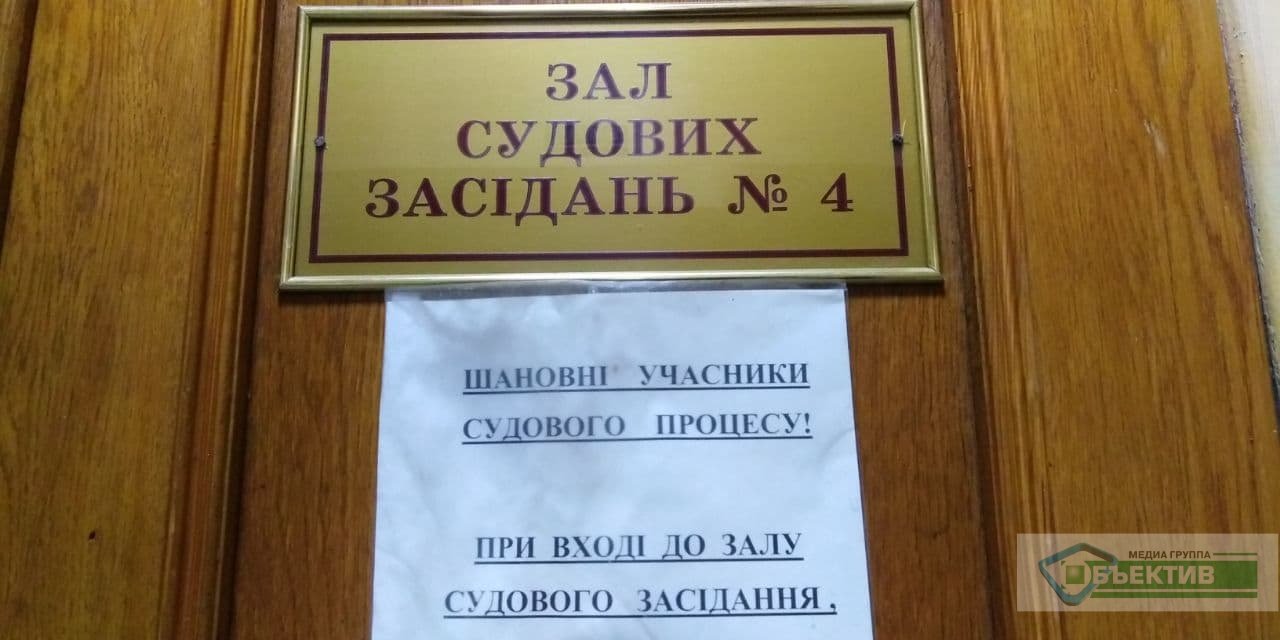 ЗАЛ
СУДОВИХ
ЗАСІДАНЬ № 4
ШАНОВНІ УЧАСНИКИ
СУДОВОГО ПРОЦЕСУ!
ПРИ ВХОДІ ДО ЗАЛУ
СУДОВОГО ЗАСІДАННЯ,
МЕДИА ГРУППА
ОБЪЕКТИВ